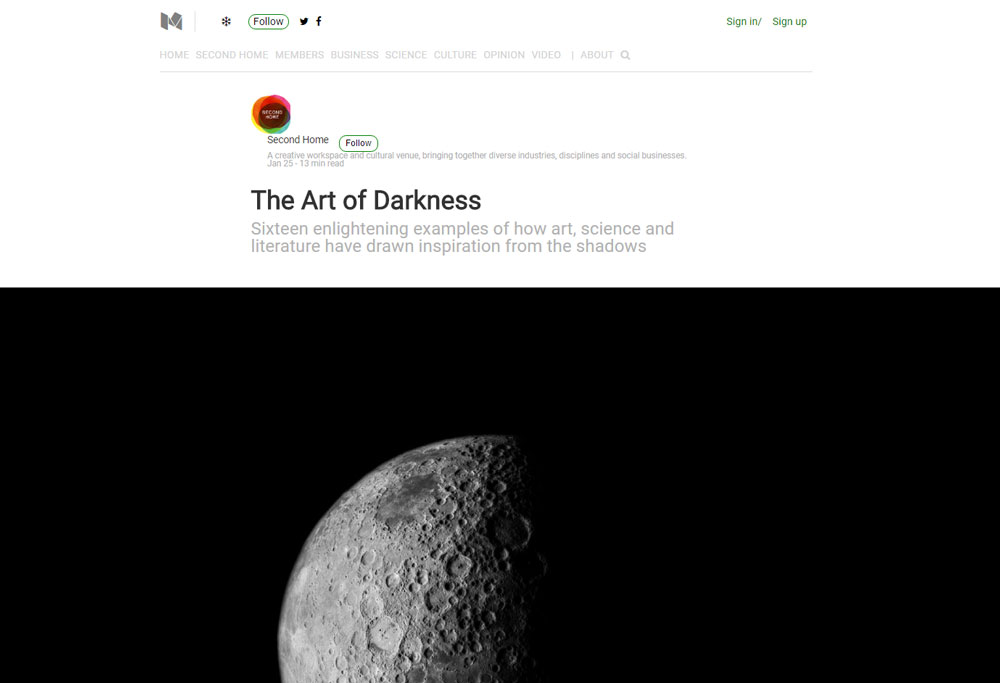 Follow
Sign in/ Sign up
HOME SECOND HOME MEMBERS BUSINESS SCIENCE CULTURE OPINION VIDEO | ABOUT
SECOND
HOME
Second Home Follow
A creative workspace and cultural venue, bringing together diverse industries, disciplines and social businesses.
Jan 25 - 13 min read
The Art of Darkness
Sixteen enlightening examples of how art, science and
literature have drawn inspiration from the shadows